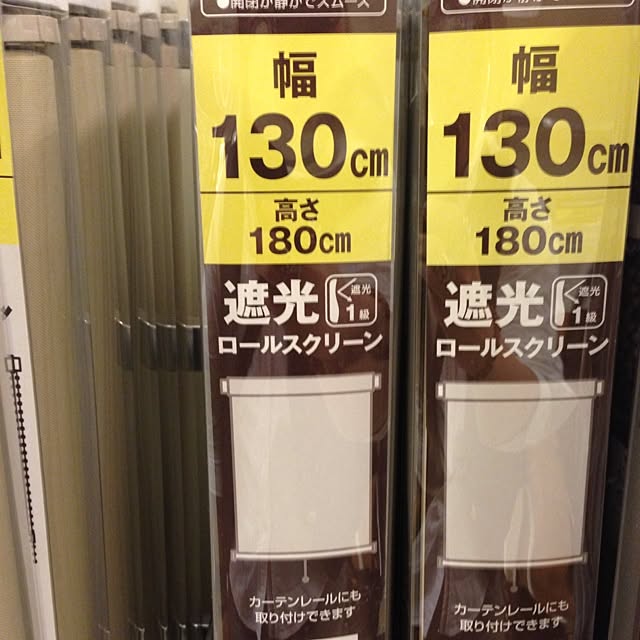 ●開閉が静かでスムーズ
幅
130cm
高さ
180cm
遮光
遮光
1級
ロールスクリーン
カーテンレールにも
取り付けできます
幅
130cm
高さ
180cm
遮光
遮光
1級
ロールスクリーン
カーテンレールにも
取り付けできます